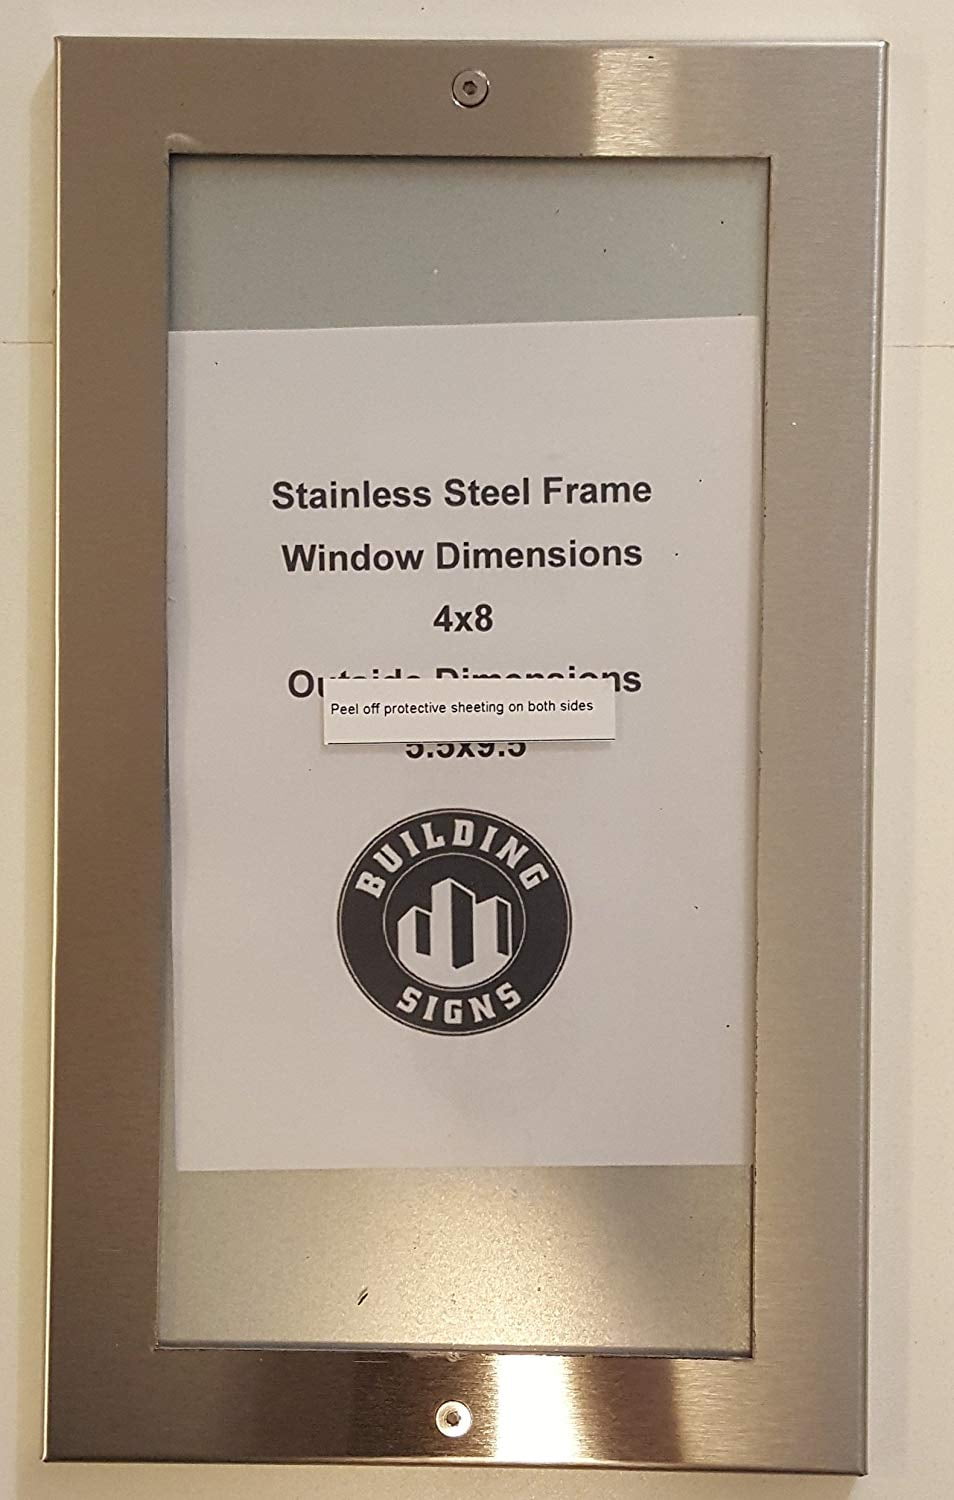 Stainless Steel Frame
Window Dimensions
4x8
Outside Dimensions
Peel off protective sheeting on both sides
5.5x9.5
BUILDING
SIGNS